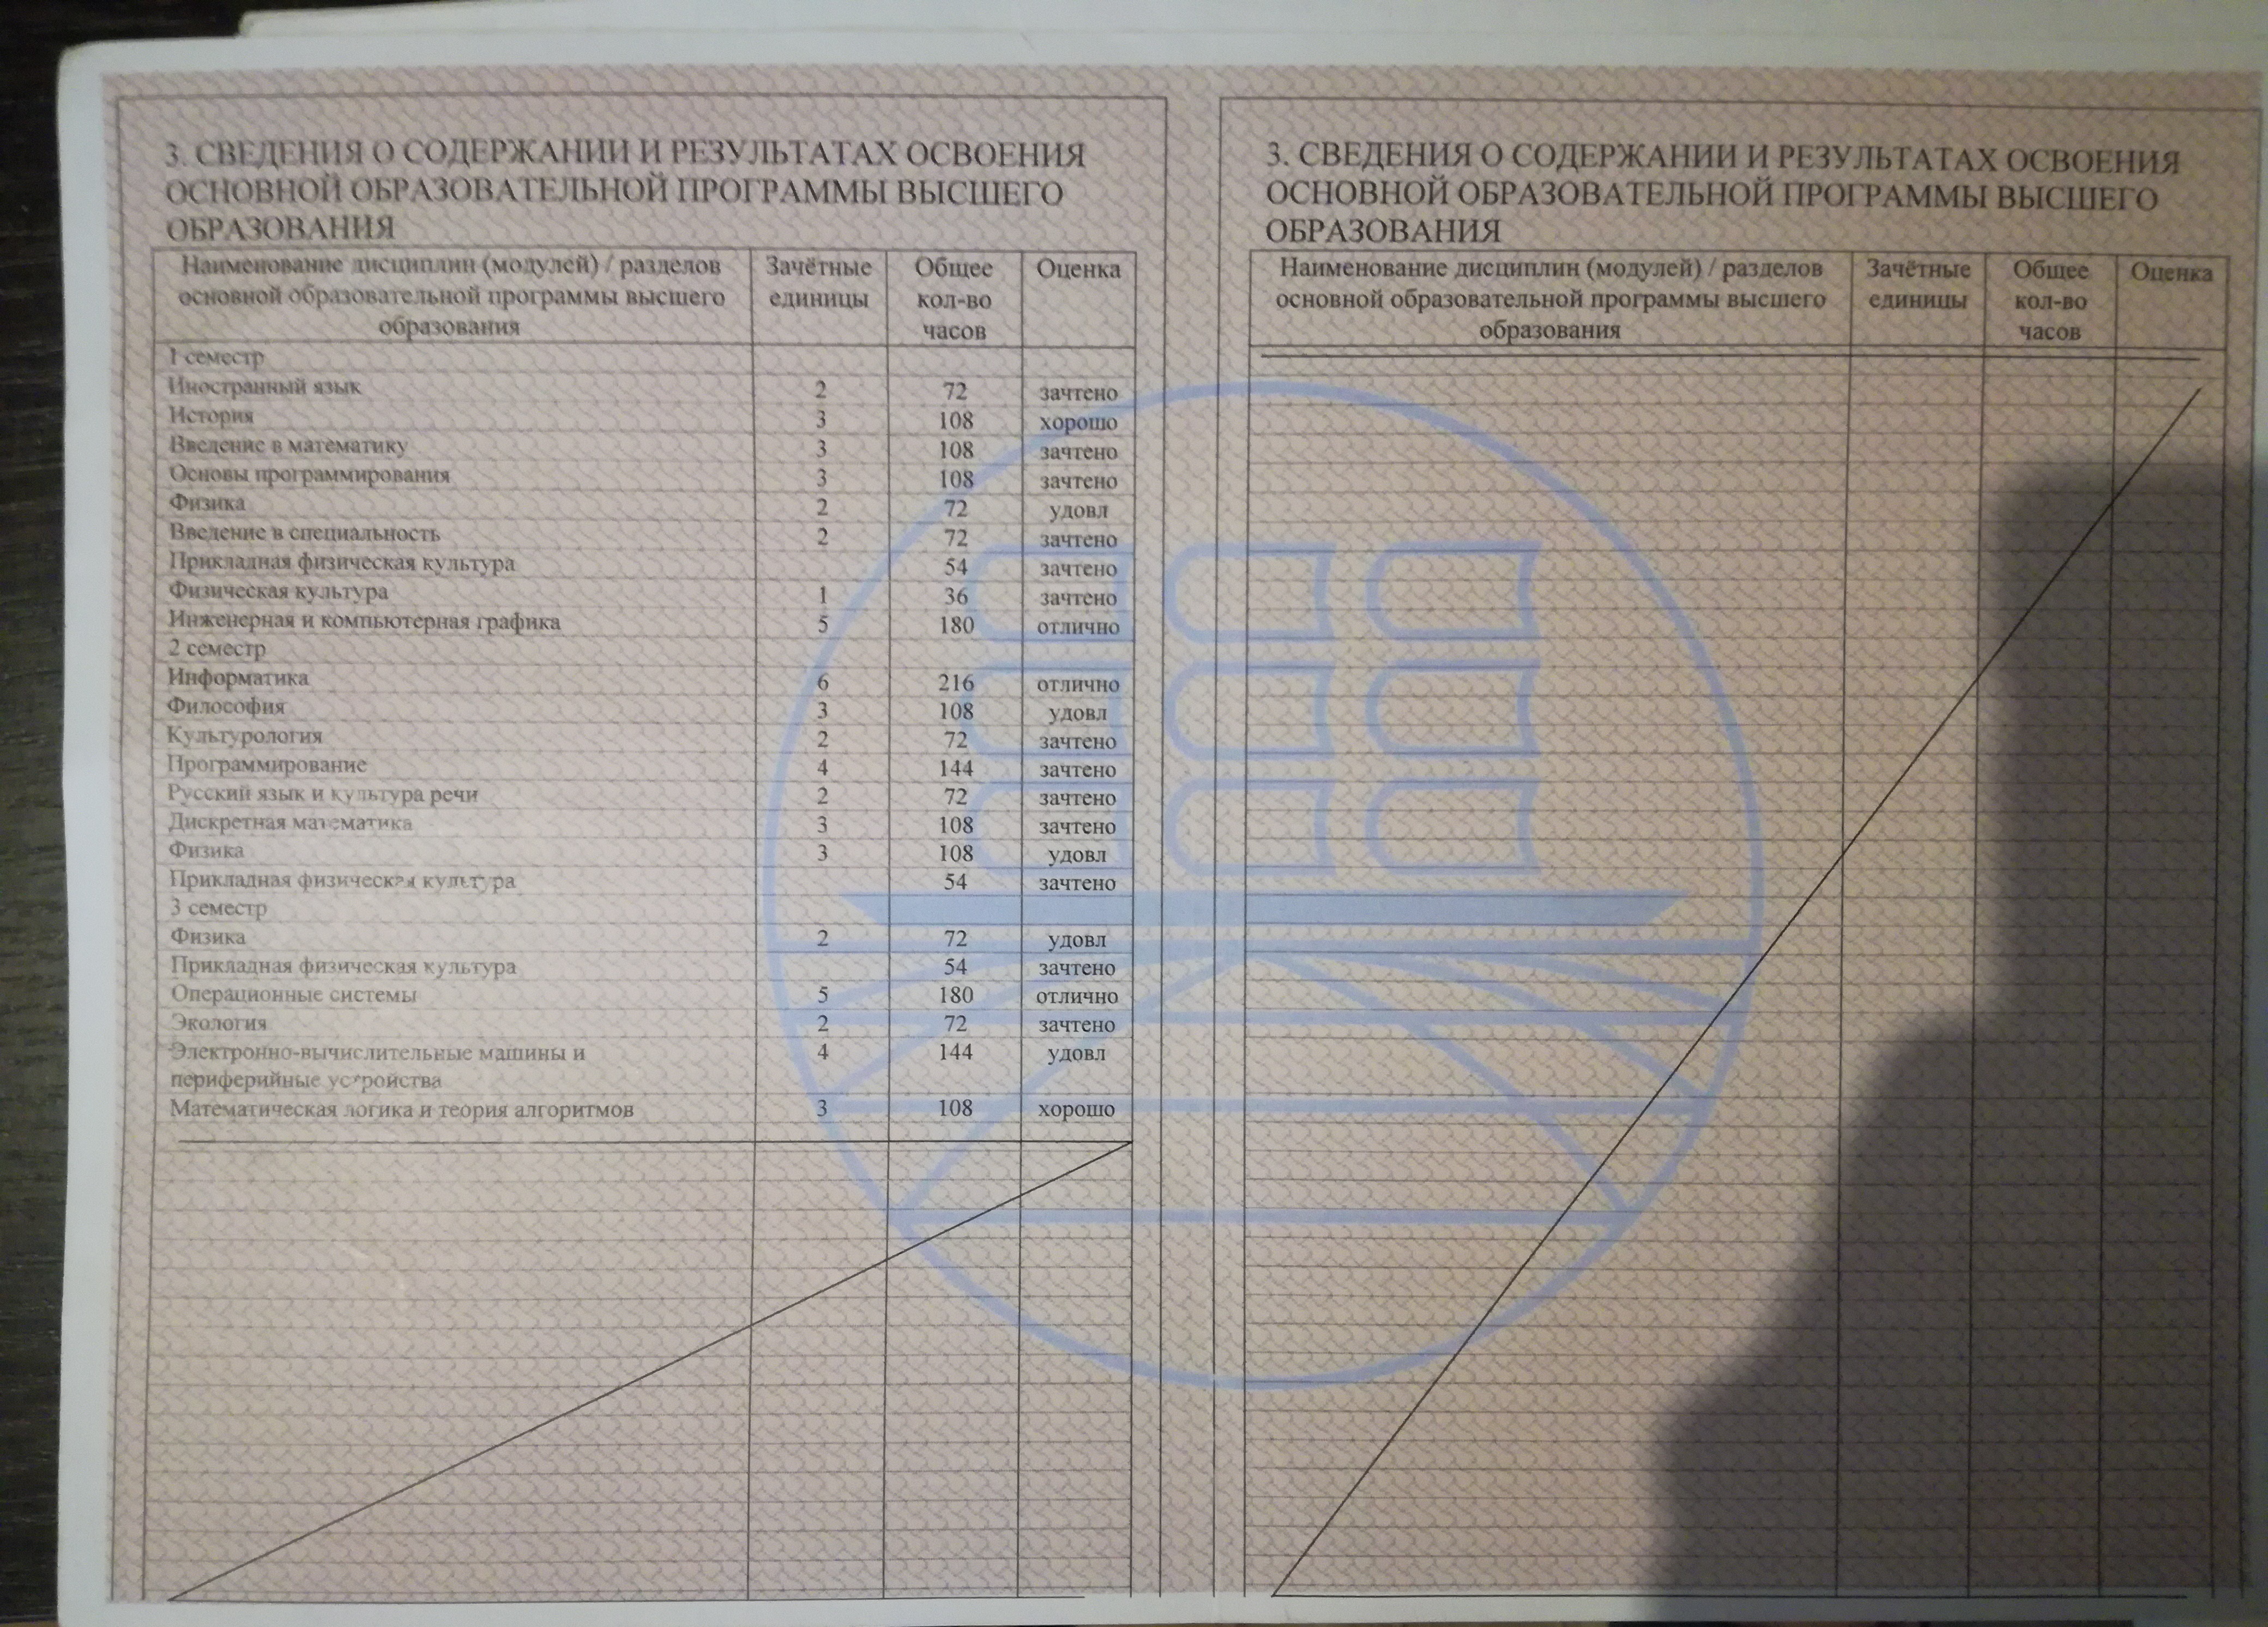 3. СВЕДЕНИЯ О СОДЕРЖАНИИ И РЕЗУЛЬТАТАХ ОСВОЕНИЯ
ОСНОВНОЙ ОБРАЗОВАТЕЛЬНОЙ ПРОГРАММЫ ВЫСШЕГО
ОБРАЗОВАНИЯ
Наименование дисциплин (модулей) / разделов
основной образовательной программы высшего
образования
Зачётные
единицы
Общее
кол-во
часов
Оценка
1 семестр
Иностранный язык 2 72 зачтено
История 3 108 хорошо
Введение в математику 3 108 зачтено
Основы программирования 3 108 зачтено
Физика 2 72 удовл
Введение в специальность 2 72 зачтено
Прикладная физическая культура 54 зачтено
Физическая культура 1 36 зачтено
Инженерная и компьютерная графика 5 180 отлично
2 семестр
Информатика 6 216 отлично
Философия 3 108 удовл
Культурология 2 72 зачтено
Программирование 4 144 зачтено
Русский язык и культура речи 2 72 зачтено
Дискретная математика 3 108 зачтено
Физика 3 108 удовл
Прикладная физическая культура 54 зачтено
3 семестр
Физика 2 72 удовл
Прикладная физическая культура 54 зачтено
Операционные системы 5 180 отлично
Экология 2 72 зачтено
Электронно-вычислительные машины и 4 144 удовл
периферийные устройства
Математическая логика и теория алгоритмов 3 108 хорошо
3. СВЕДЕНИЯ О СОДЕРЖАНИИ И РЕЗУЛЬТАТАХ ОСВОЕНИЯ
ОСНОВНОЙ ОБРАЗОВАТЕЛЬНОЙ ПРОГРАММЫ ВЫСШЕГО
ОБРАЗОВАНИЯ
Наименование дисциплин (модулей) / разделов
основной образовательной программы высшего
образования
Зачётные
единицы
Общее
кол-во
часов
Оценка